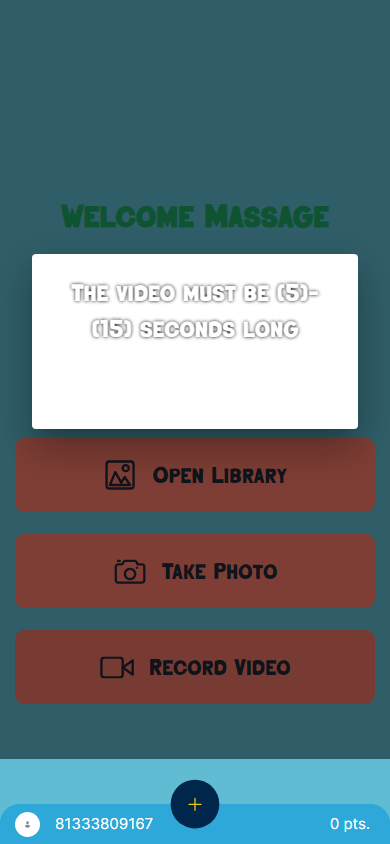 Welcome Massage
The video must be (5)-
(15) seconds long
Open Library
Take Photo
Record Video
81333809167
0 pts.